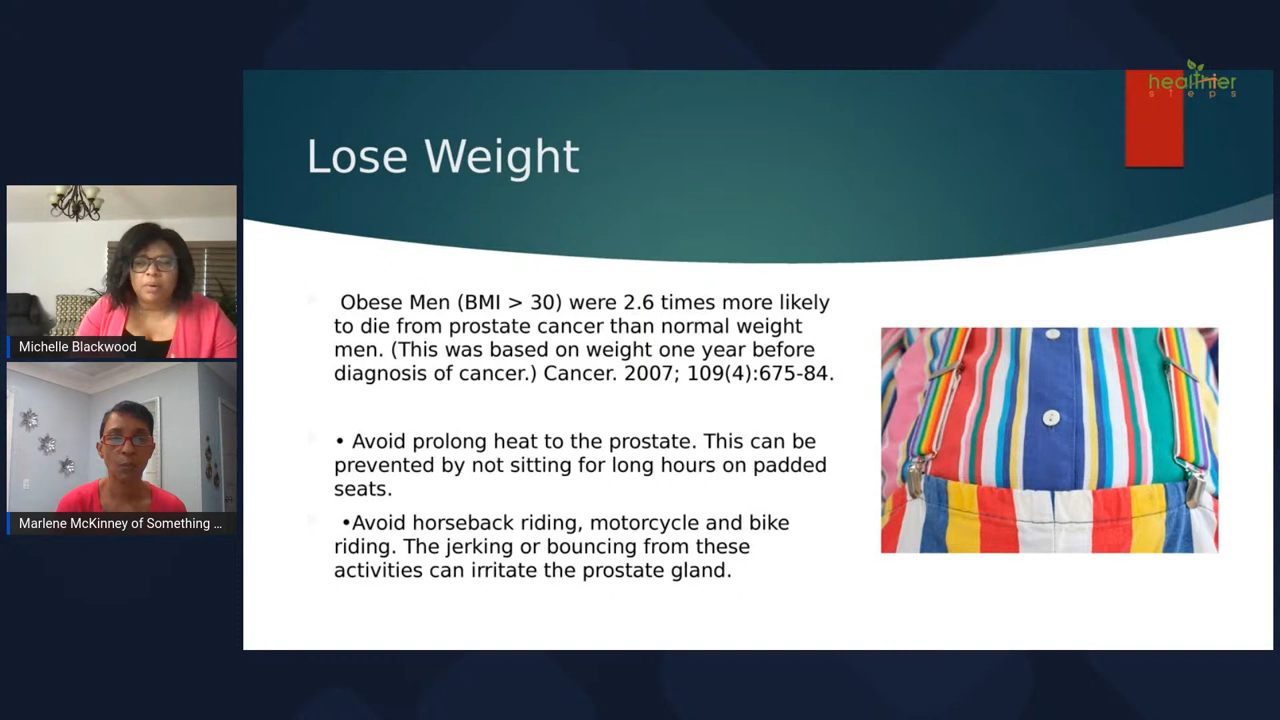 healthier
steps
Lose Weight
Obese Men (BMI > 30) were 2.6 times more likely
to die from prostate cancer than normal weight
men. (This was based on weight one year before
diagnosis of cancer.) Cancer. 2007; 109(4):675-84.
• Avoid prolong heat to the prostate. This can be
prevented by not sitting for long hours on padded
seats.
•Avoid horseback riding, motorcycle and bike
riding. The jerking or bouncing from these
activities can irritate the prostate gland.
Michelle Blackwood
Marlene McKinney of Something ...